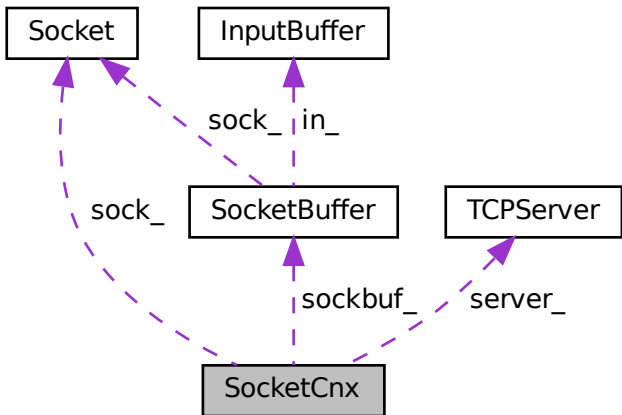 Socket
InputBuffer
sock_
in_
sock_
SocketBuffer
TCPServer
sockbuf_
server_
SocketCnx